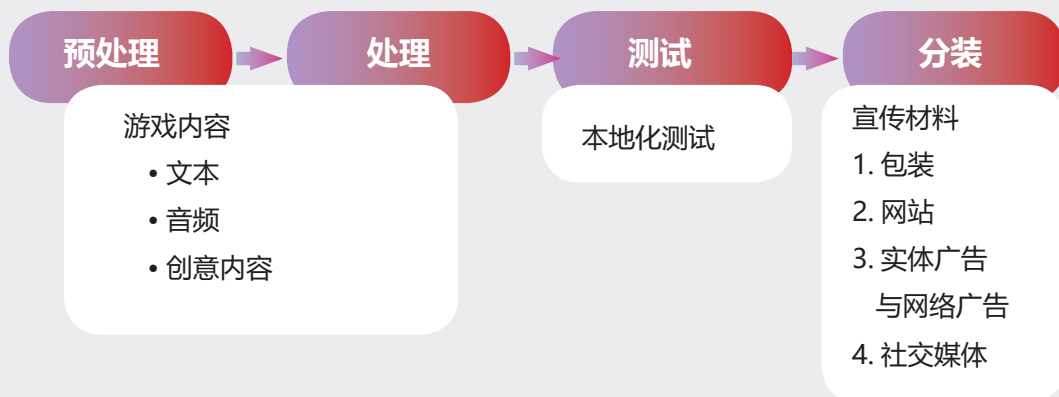 预处理
处理
测试
分装
游戏内容
• 文本
• 音频
• 创意内容
本地化测试
宣传材料
1. 包装
2. 网站
3. 实体广告
与网络广告
4. 社交媒体